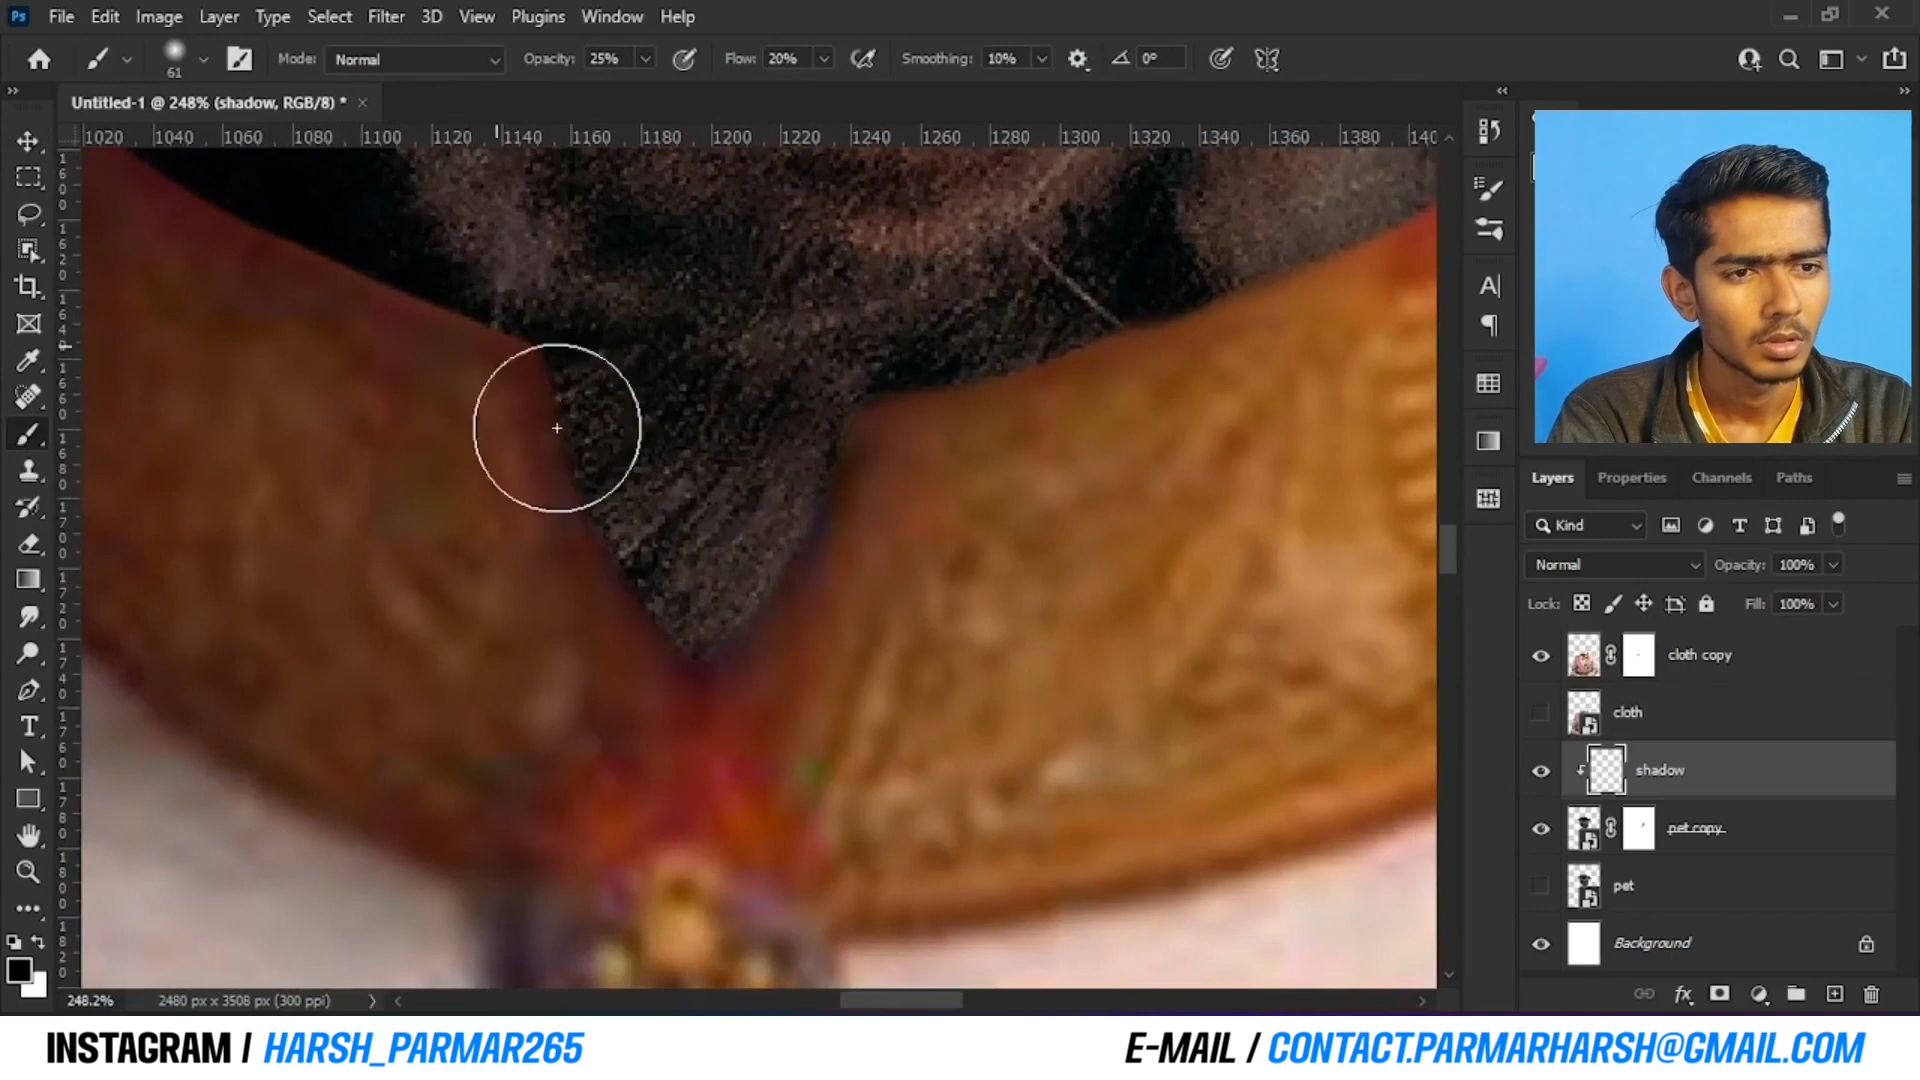 Ps File Edit Image Layer Type Select Filter 3D View Plugins Window Help
61 Mode: Normal Opacity: 25% Flow: 20% Smoothing: 10% 0°
Untitled-1 @ 248% (shadow, RGB/8) *
1020 1040 1060 1080 1100 1120 1140 1160 1180 1200 1220 1240 1260 1280 1300 1320 1340 1360 1380 140
Layers Properties Channels Paths
Kind
Normal Opacity: 100%
Lock: Fill: 100%
cloth copy
cloth
shadow
pet copy
pet
Background
fx
248.2% 2480 px x 3508 px (300 ppi)
INSTAGRAM / HARSH_PARMAR265
E-MAIL / CONTACT.PARMARHARSH@GMAIL.COM